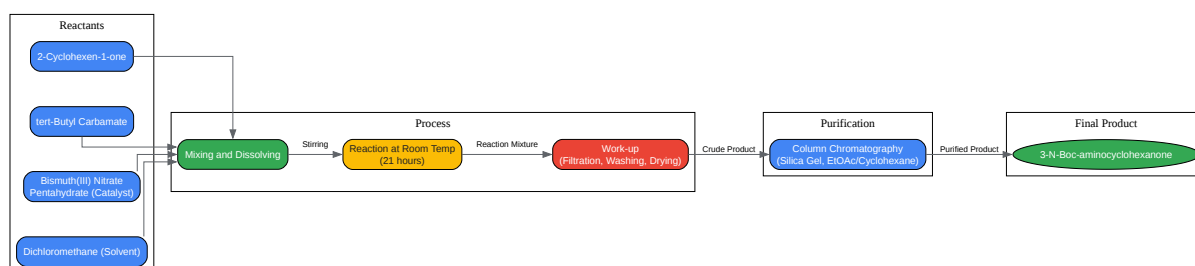 Reactants
2-Cyclohexen-1-one
tert-Butyl Carbamate
Bismuth(III) Nitrate
Pentahydrate (Catalyst)
Dichloromethane (Solvent)
Process
Mixing and Dissolving
Stirring
Reaction at Room Temp
(21 hours)
Reaction Mixture
Work-up
(Filtration, Washing, Drying)
Crude Product
Purification
Column Chromatography
(Silica Gel, EtOAc/Cyclohexane)
Purified Product
Final Product
3-N-Boc-aminocyclohexanone